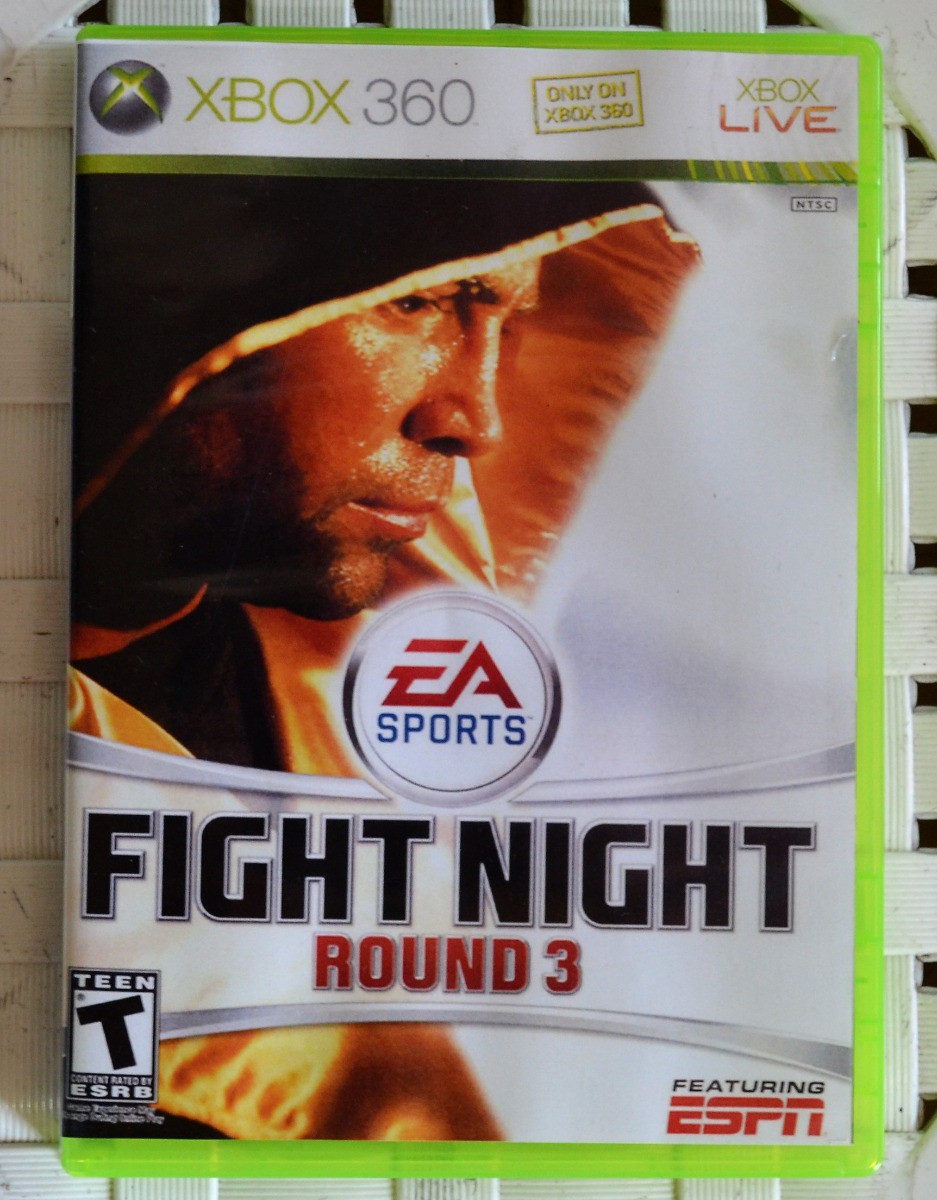 XBOX 360
ONLY ON
XBOX 360
XBOX
LIVE
NTSC
EA
SPORTS™
FIGHT NIGHT
ROUND 3
TEEN
T
CONTENT RATED BY
ESRB
FEATURING
ESPN